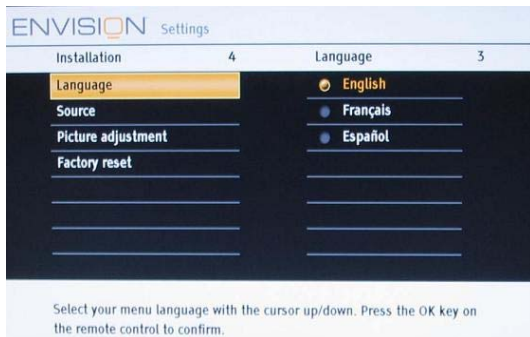 ENVISION Settings
Installation 4 Language 3
Language English
Source Français
Picture adjustment Español
Factory reset
Select your menu language with the cursor up/down. Press the OK key on
the remote control to confirm.